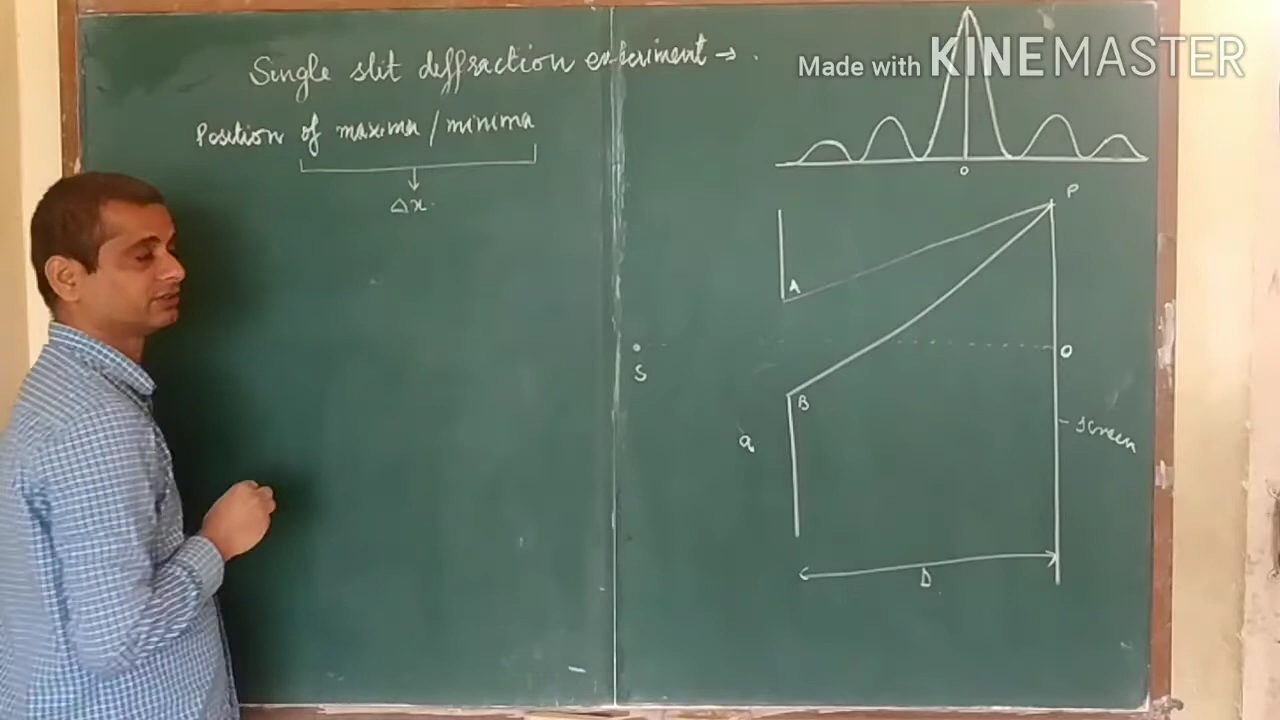 Single slit diffraction experiment →
Made with KINEMASTER
Position of maxima / minima
Δx
O
P
A
S
O
B
a
screen
D